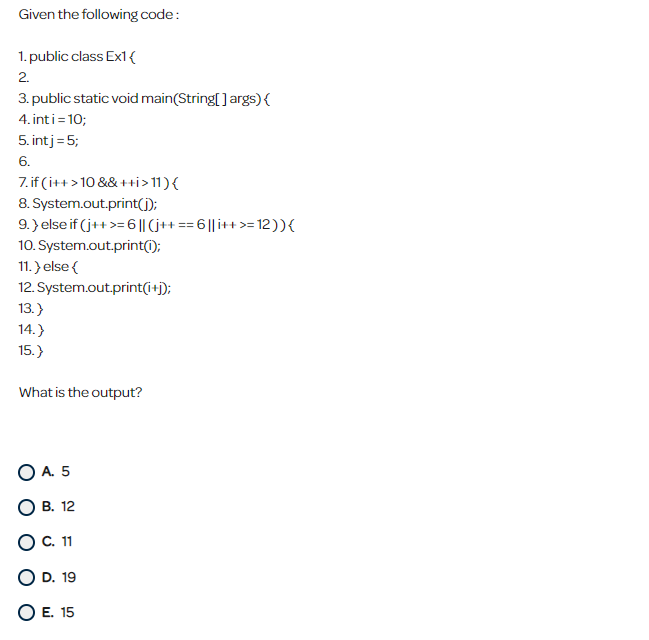 Given the following code :
1. public class Ex1 {
2.
3. public static void main(String[ ] args) {
4. int i = 10;
5. int j = 5;
6.
7. if ( i++ > 10 && ++i > 11 ) {
8. System.out.print(j);
9. } else if ( j++ >= 6 || ( j++ == 6 || i++ >= 12 ) ) {
10. System.out.print(i);
11. } else {
12. System.out.print(i+j);
13. }
14. }
15. }
What is the output?
A. 5
B. 12
C. 11
D. 19
E. 15